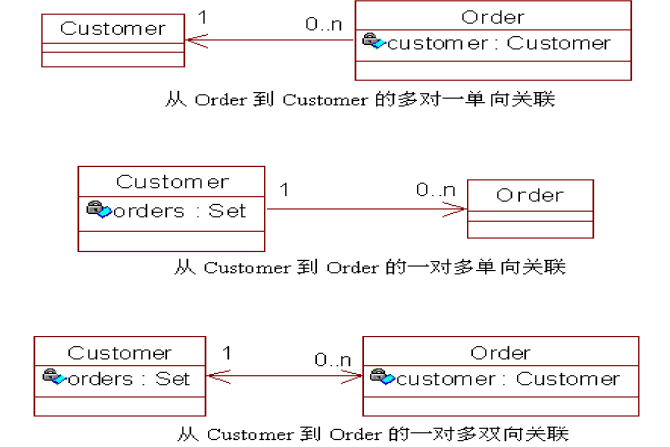 1 0..n
Customer Order
customer : Customer
从 Order 到 Customer 的多对一单向关联
Customer 1 0..n Order
orders : Set
从 Customer 到 Order 的一对多单向关联
Customer 1 0..n Order
orders : Set customer : Customer
从 Customer 到 Order 的一对多双向关联